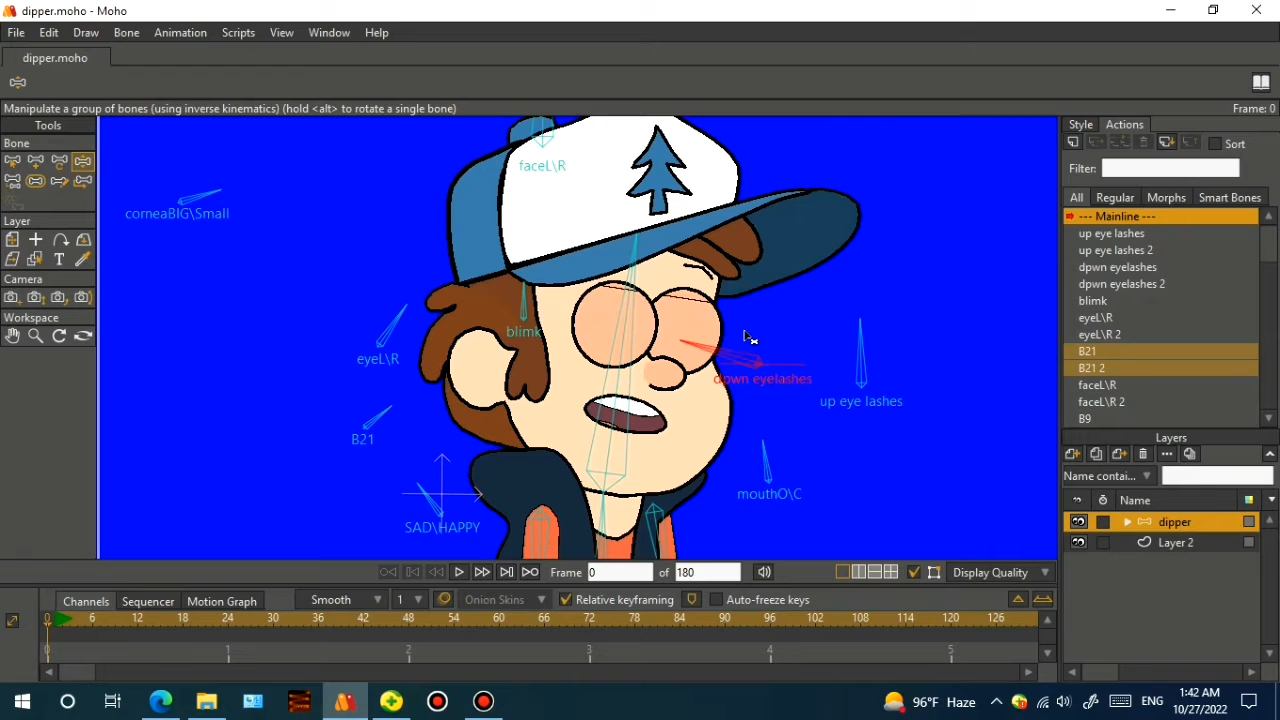 dipper.moho - Moho
File Edit Draw Bone Animation Scripts View Window Help
dipper.moho
Manipulate a group of bones (using inverse kinematics) (hold <alt> to rotate a single bone)
Frame: 0
Tools
Bone
Layer
Camera
Workspace
faceL\R
corneaBIG\Small
blimk
eyeL\R
B21
SAD\HAPPY
dpwn eyelashes
up eye lashes
mouthO\C
Style Actions
Sort
Filter:
All Regular Morphs Smart Bones
--- Mainline ---
up eye lashes
up eye lashes 2
dpwn eyelashes
dpwn eyelashes 2
blimk
eyeL\R
eyeL\R 2
B21
B21 2
faceL\R
faceL\R 2
B9
Layers
Name contai...
Name
dipper
Layer 2
Frame 0 of 180
Display Quality
Channels Sequencer Motion Graph Smooth 1 Onion Skins Relative keyframing Auto-freeze keys
0 6 12 18 24 30 36 42 48 54 60 66 72 78 84 90 96 102 108 114 120 126
0 1 2 3 4 5
96°F Haze
ENG
1:42 AM
10/27/2022